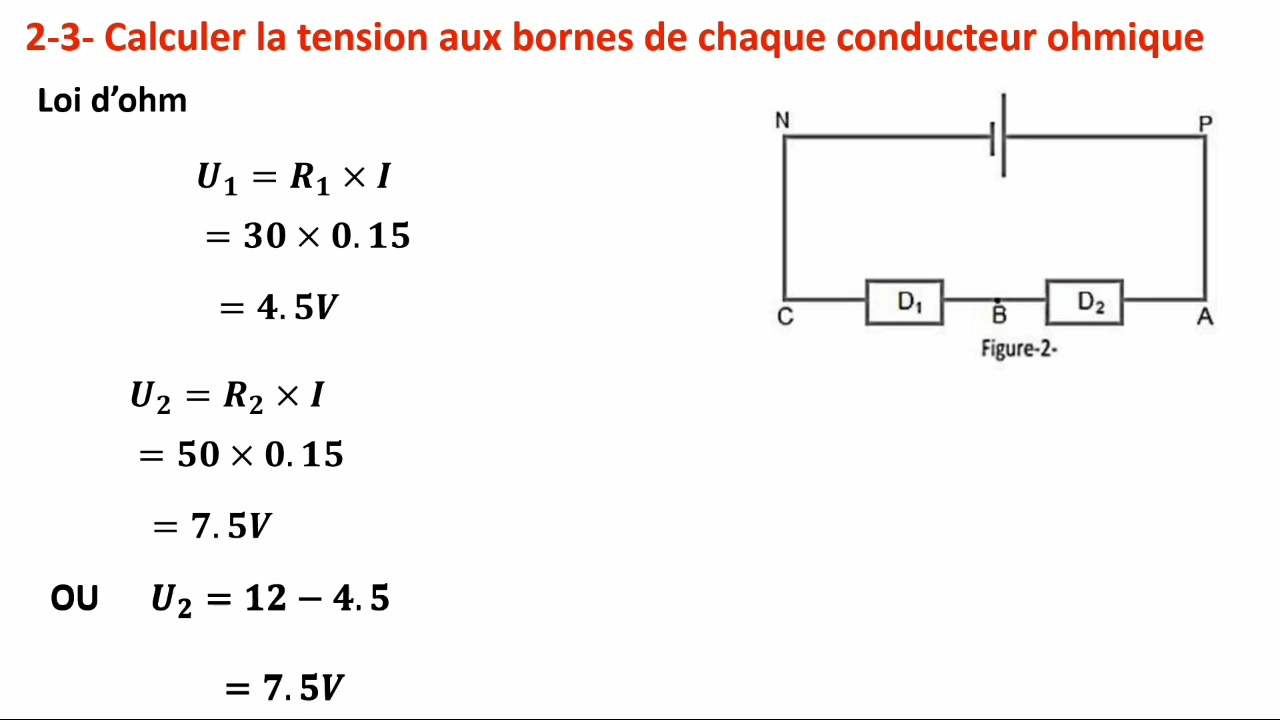 2-3- Calculer la tension aux bornes de chaque conducteur ohmique
Loi d’ohm
U₁ = R₁ × I
= 30 × 0.15
= 4.5V
U₂ = R₂ × I
= 50 × 0.15
= 7.5V
OU U₂ = 12 − 4.5
= 7.5V
N P
D₁ D₂
C B A
Figure-2-